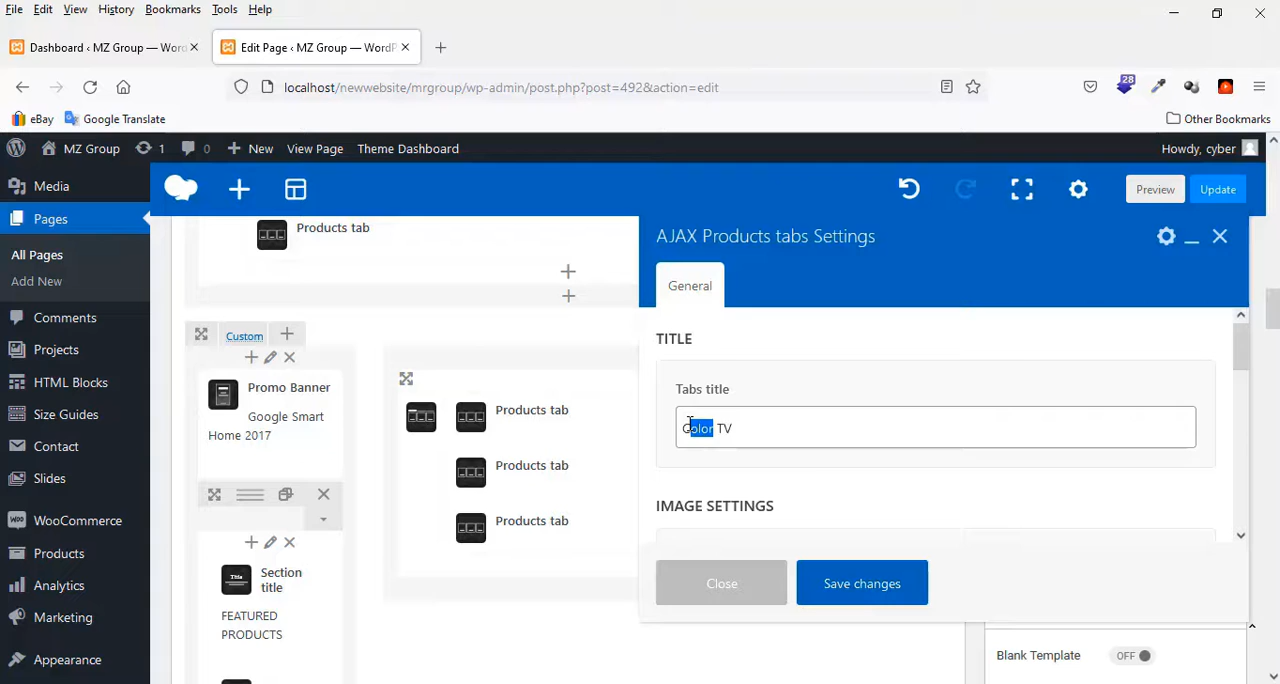 File Edit View History Bookmarks Tools Help
Dashboard ‹ MZ Group — Wor
Edit Page ‹ MZ Group — WordP
localhost/newwebsite/mrgroup/wp-admin/post.php?post=492&action=edit
28
eBay
Google Translate
Other Bookmarks
MZ Group 1 0 New View Page Theme Dashboard
Howdy, cyber
Media
Pages
All Pages
Add New
Comments
Projects
HTML Blocks
Size Guides
Contact
Slides
WooCommerce
Products
Analytics
Marketing
Appearance
Preview
Update
Products tab
Custom
Promo Banner
Google Smart
Home 2017
Section
title
FEATURED
PRODUCTS
Products tab
Products tab
Products tab
AJAX Products tabs Settings
General
TITLE
Tabs title
Color TV
IMAGE SETTINGS
Close
Save changes
Blank Template
OFF